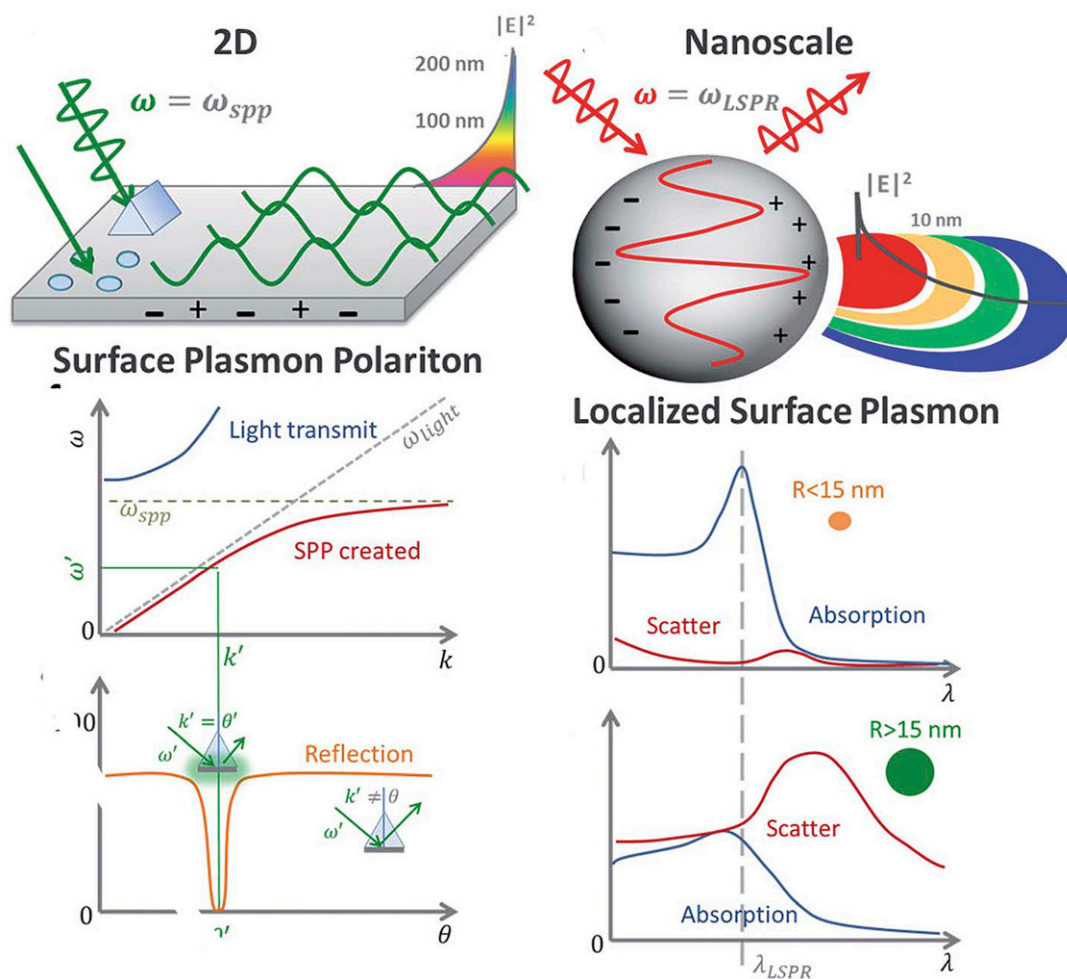 2D
|E|²
200 nm
100 nm
ω = ω_spp
- + - + -
Surface Plasmon Polariton
ω
Light transmit
ω_light
ω_spp
SPP created
ω'
0
k'
k
k' = θ'
ω'
Reflection
k' ≠ θ
ω'
0
θ
Nanoscale
ω = ω_LSPR
|E|²
10 nm
Localized Surface Plasmon
R<15 nm
Scatter
Absorption
0
λ
R>15 nm
Scatter
Absorption
0
λ_LSPR
λ